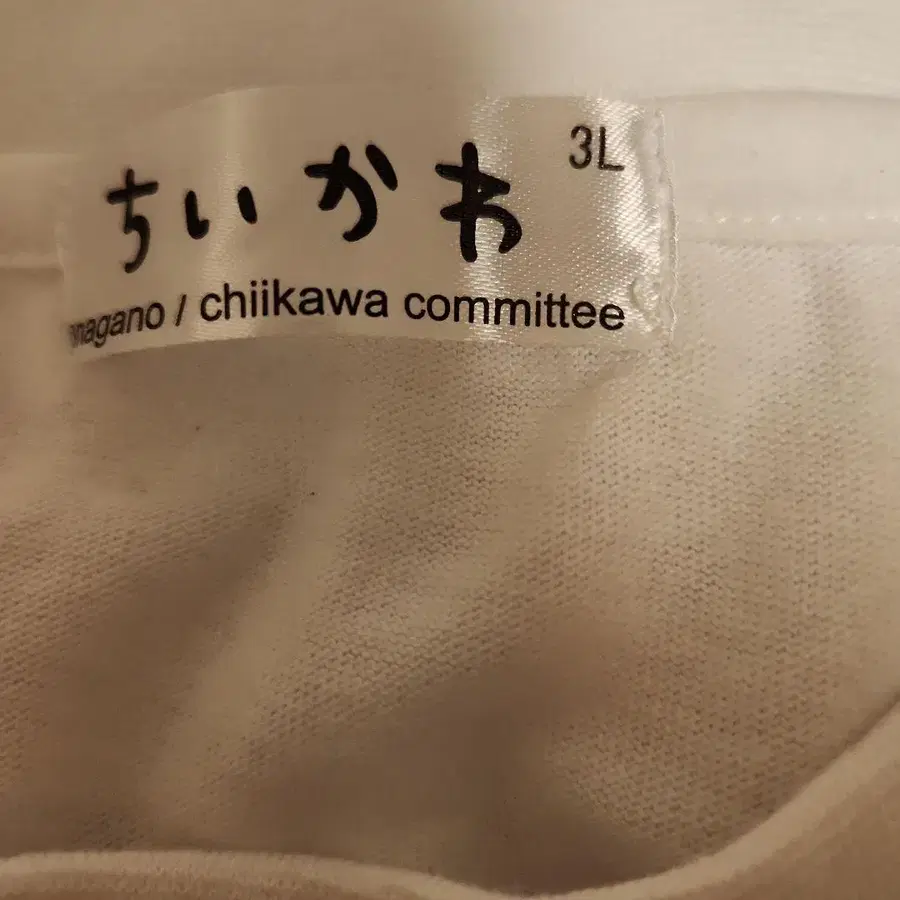 ちいかわ 3L
nagano / chiikawa committee